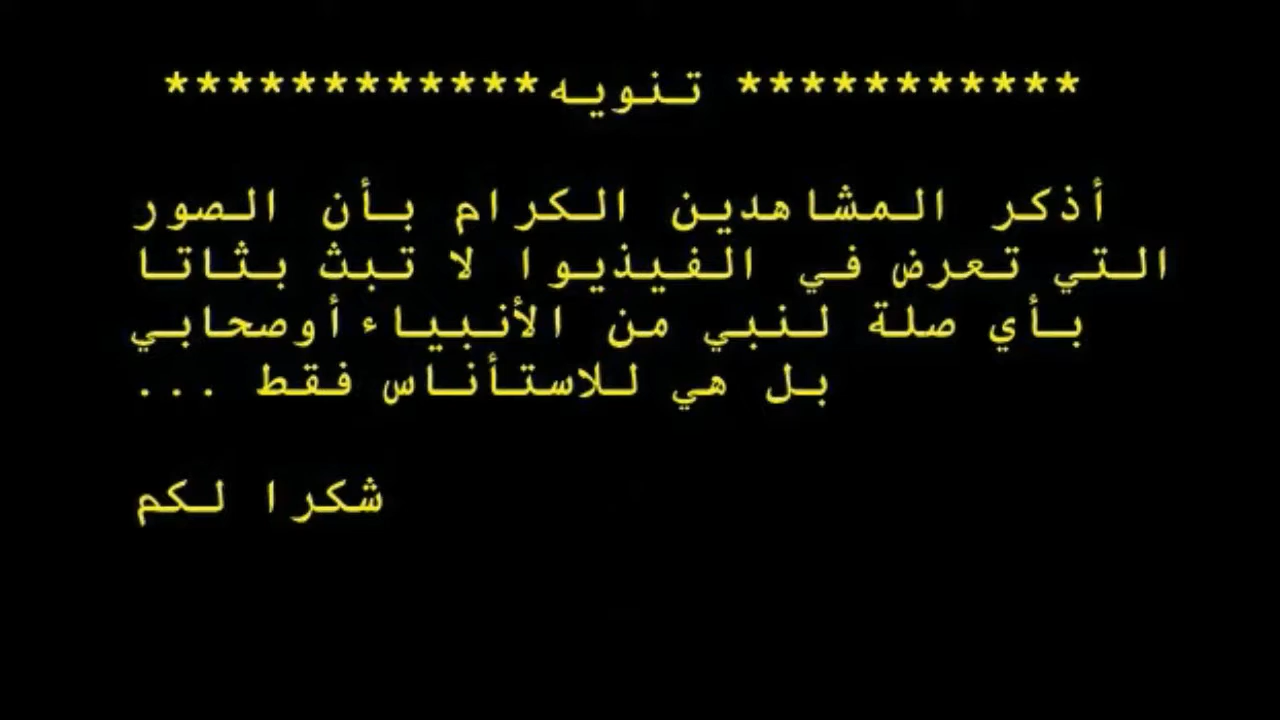 *********** تنويه************
أذكر المشاهدين الكرام بأن الصور
التي تعرض في الفيذيوا لا تبث بثاتا
بأي صلة لنبي من الأنبياء أوصحابي
بل هي للاستأناس فقط ...
شكرا لكم